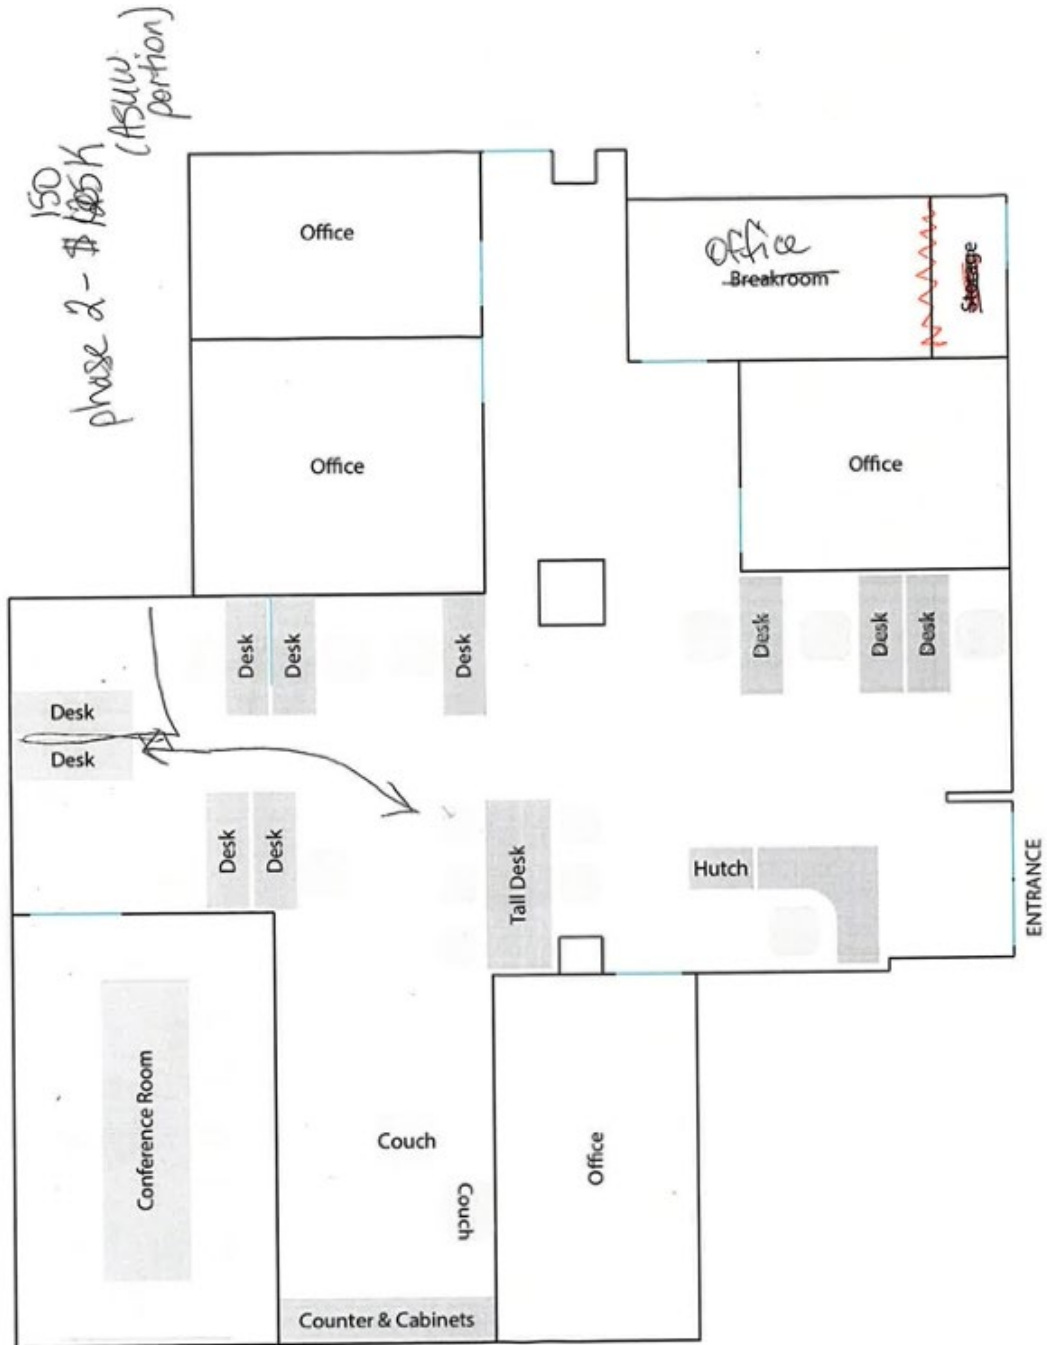 150
phase 2 - $ K
(ASUW
portion)
Office
Office
Breakroom
Storage
Office
Office
Desk
Desk
Desk
Desk
Desk
Desk
Desk
Desk
Desk
Desk
Tall Desk
Hutch
ENTRANCE
Conference Room
Couch
Couch
Office
Counter & Cabinets